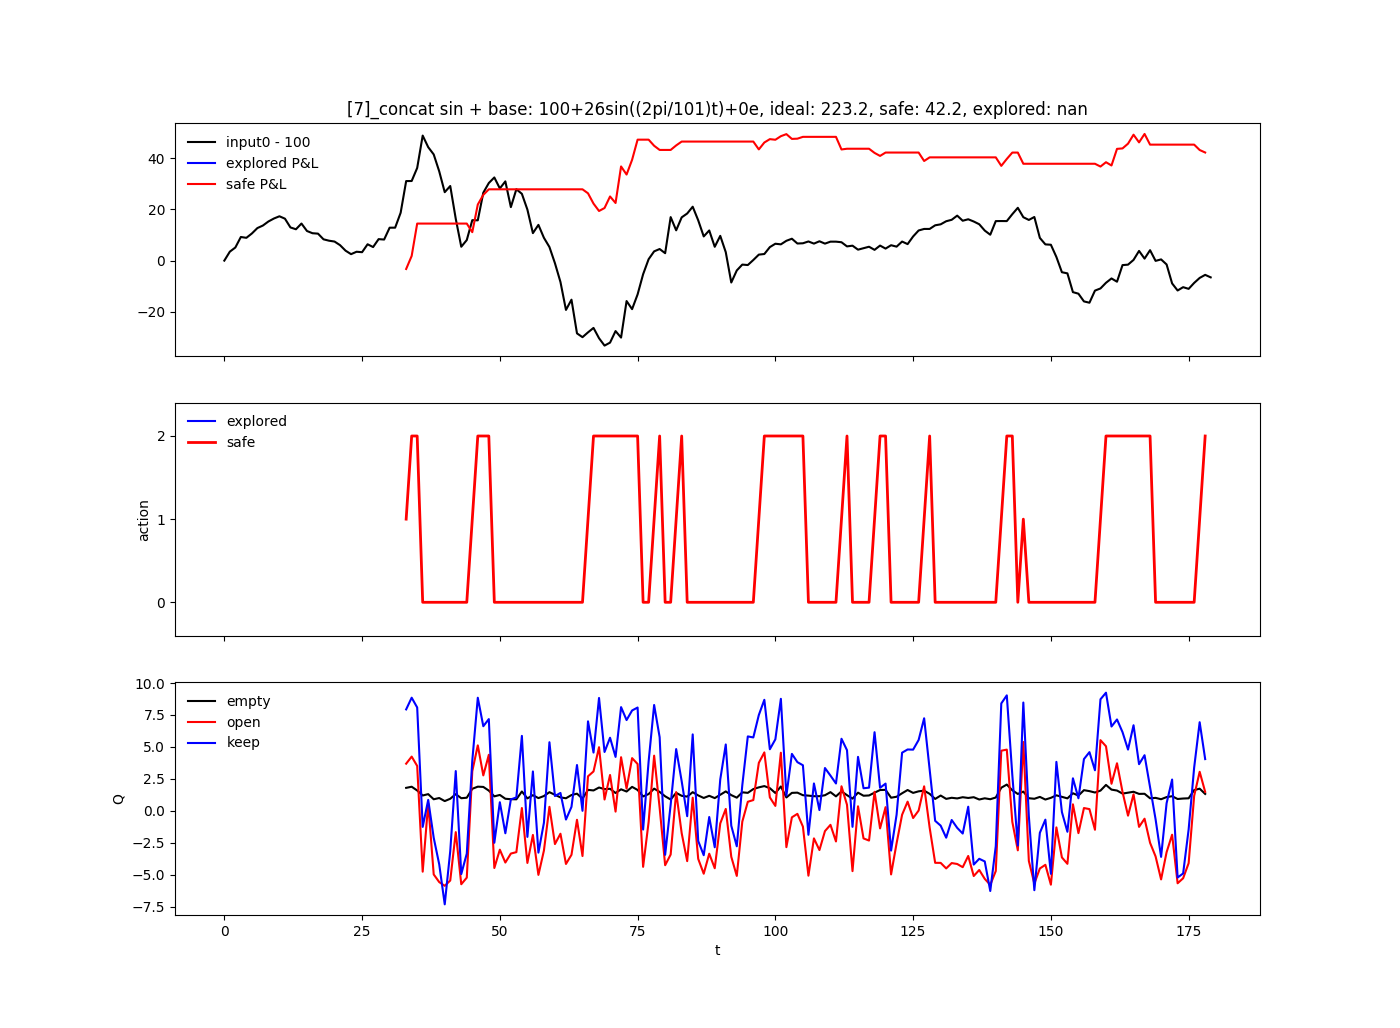 [7]_concat sin + base: 100+26sin((2pi/101)t)+0e, ideal: 223.2, safe: 42.2, explored: nan
input0 - 100
explored P&L
safe P&L
40
20
0
−20
explored
safe
action
2
1
0
empty
open
keep
Q
10.0
7.5
5.0
2.5
0.0
−2.5
−5.0
−7.5
0 25 50 75 100 125 150 175
t